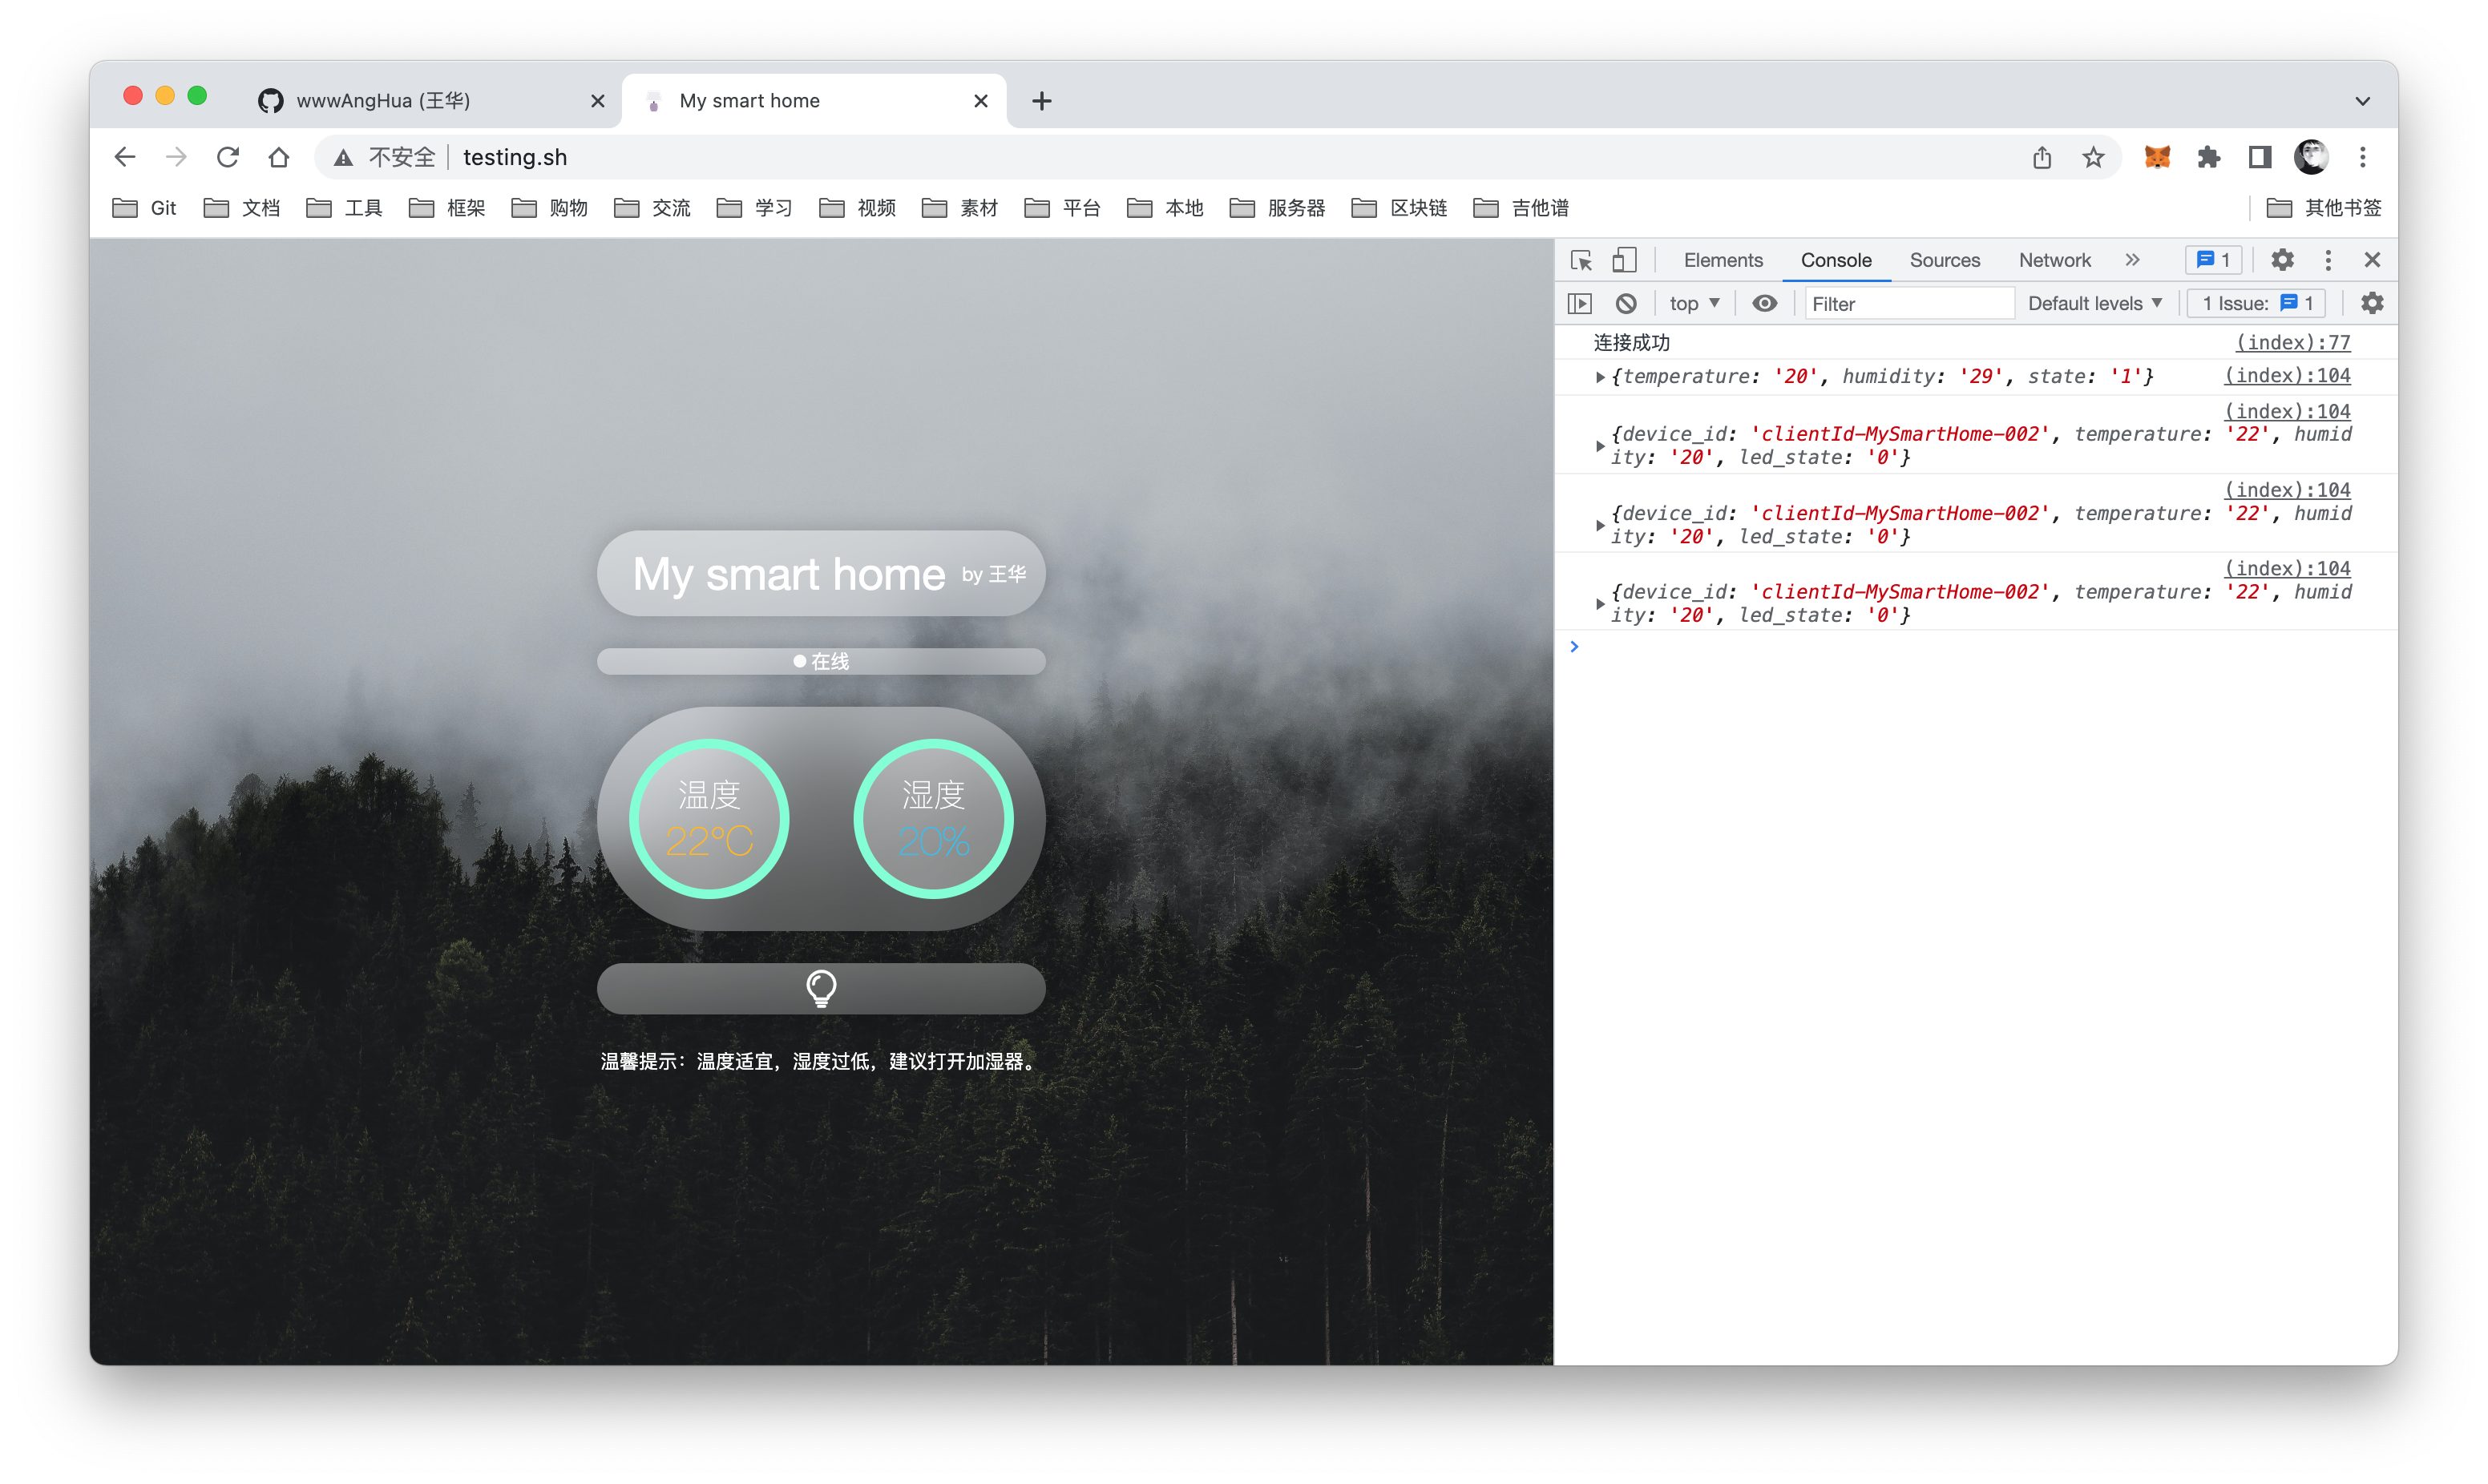 wwwAngHua (王华)
My smart home
不安全
testing.sh
Git
文档
工具
框架
购物
交流
学习
视频
素材
平台
本地
服务器
区块链
吉他谱
其他书签
My smart home by 王华
在线
温度
22°C
湿度
20%
温馨提示：温度适宜，湿度过低，建议打开加湿器。
Elements Console Sources Network 1
top Filter Default levels 1 Issue: 1
连接成功 (index):77
{temperature: '20', humidity: '29', state: '1'} (index):104
(index):104
{device_id: 'clientId-MySmartHome-002', temperature: '22', humid
ity: '20', led_state: '0'}
(index):104
{device_id: 'clientId-MySmartHome-002', temperature: '22', humid
ity: '20', led_state: '0'}
(index):104
{device_id: 'clientId-MySmartHome-002', temperature: '22', humid
ity: '20', led_state: '0'}